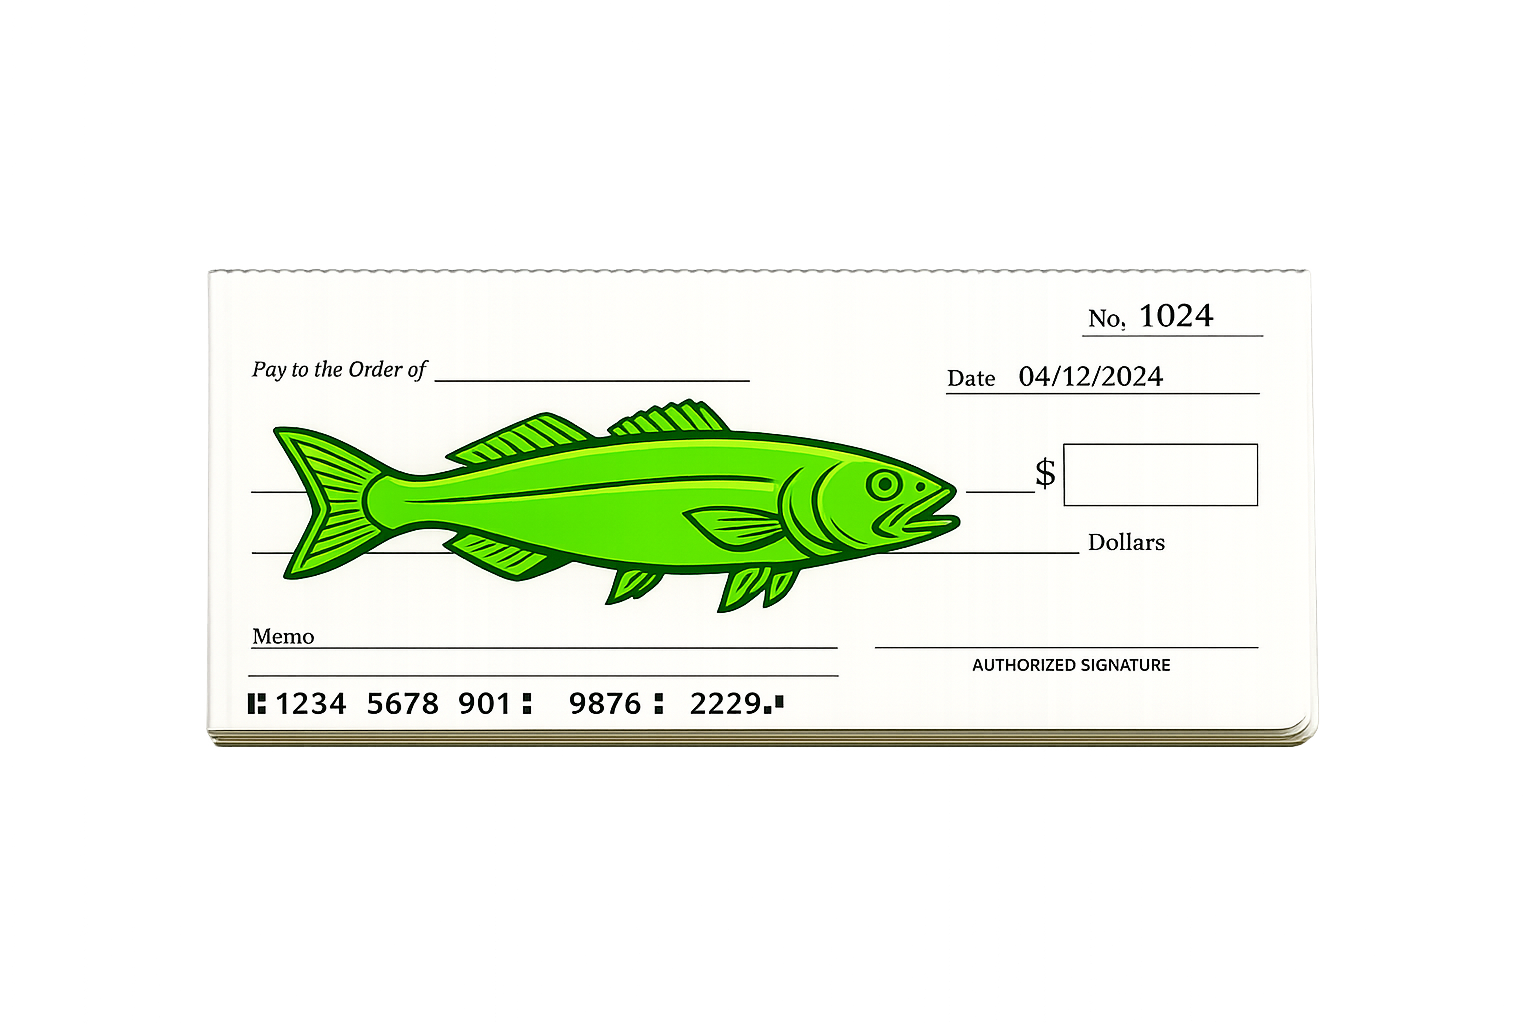 No. 1024
Pay to the Order of
Date 04/12/2024
$
Dollars
Memo
AUTHORIZED SIGNATURE
1234 5678 901 9876 2229